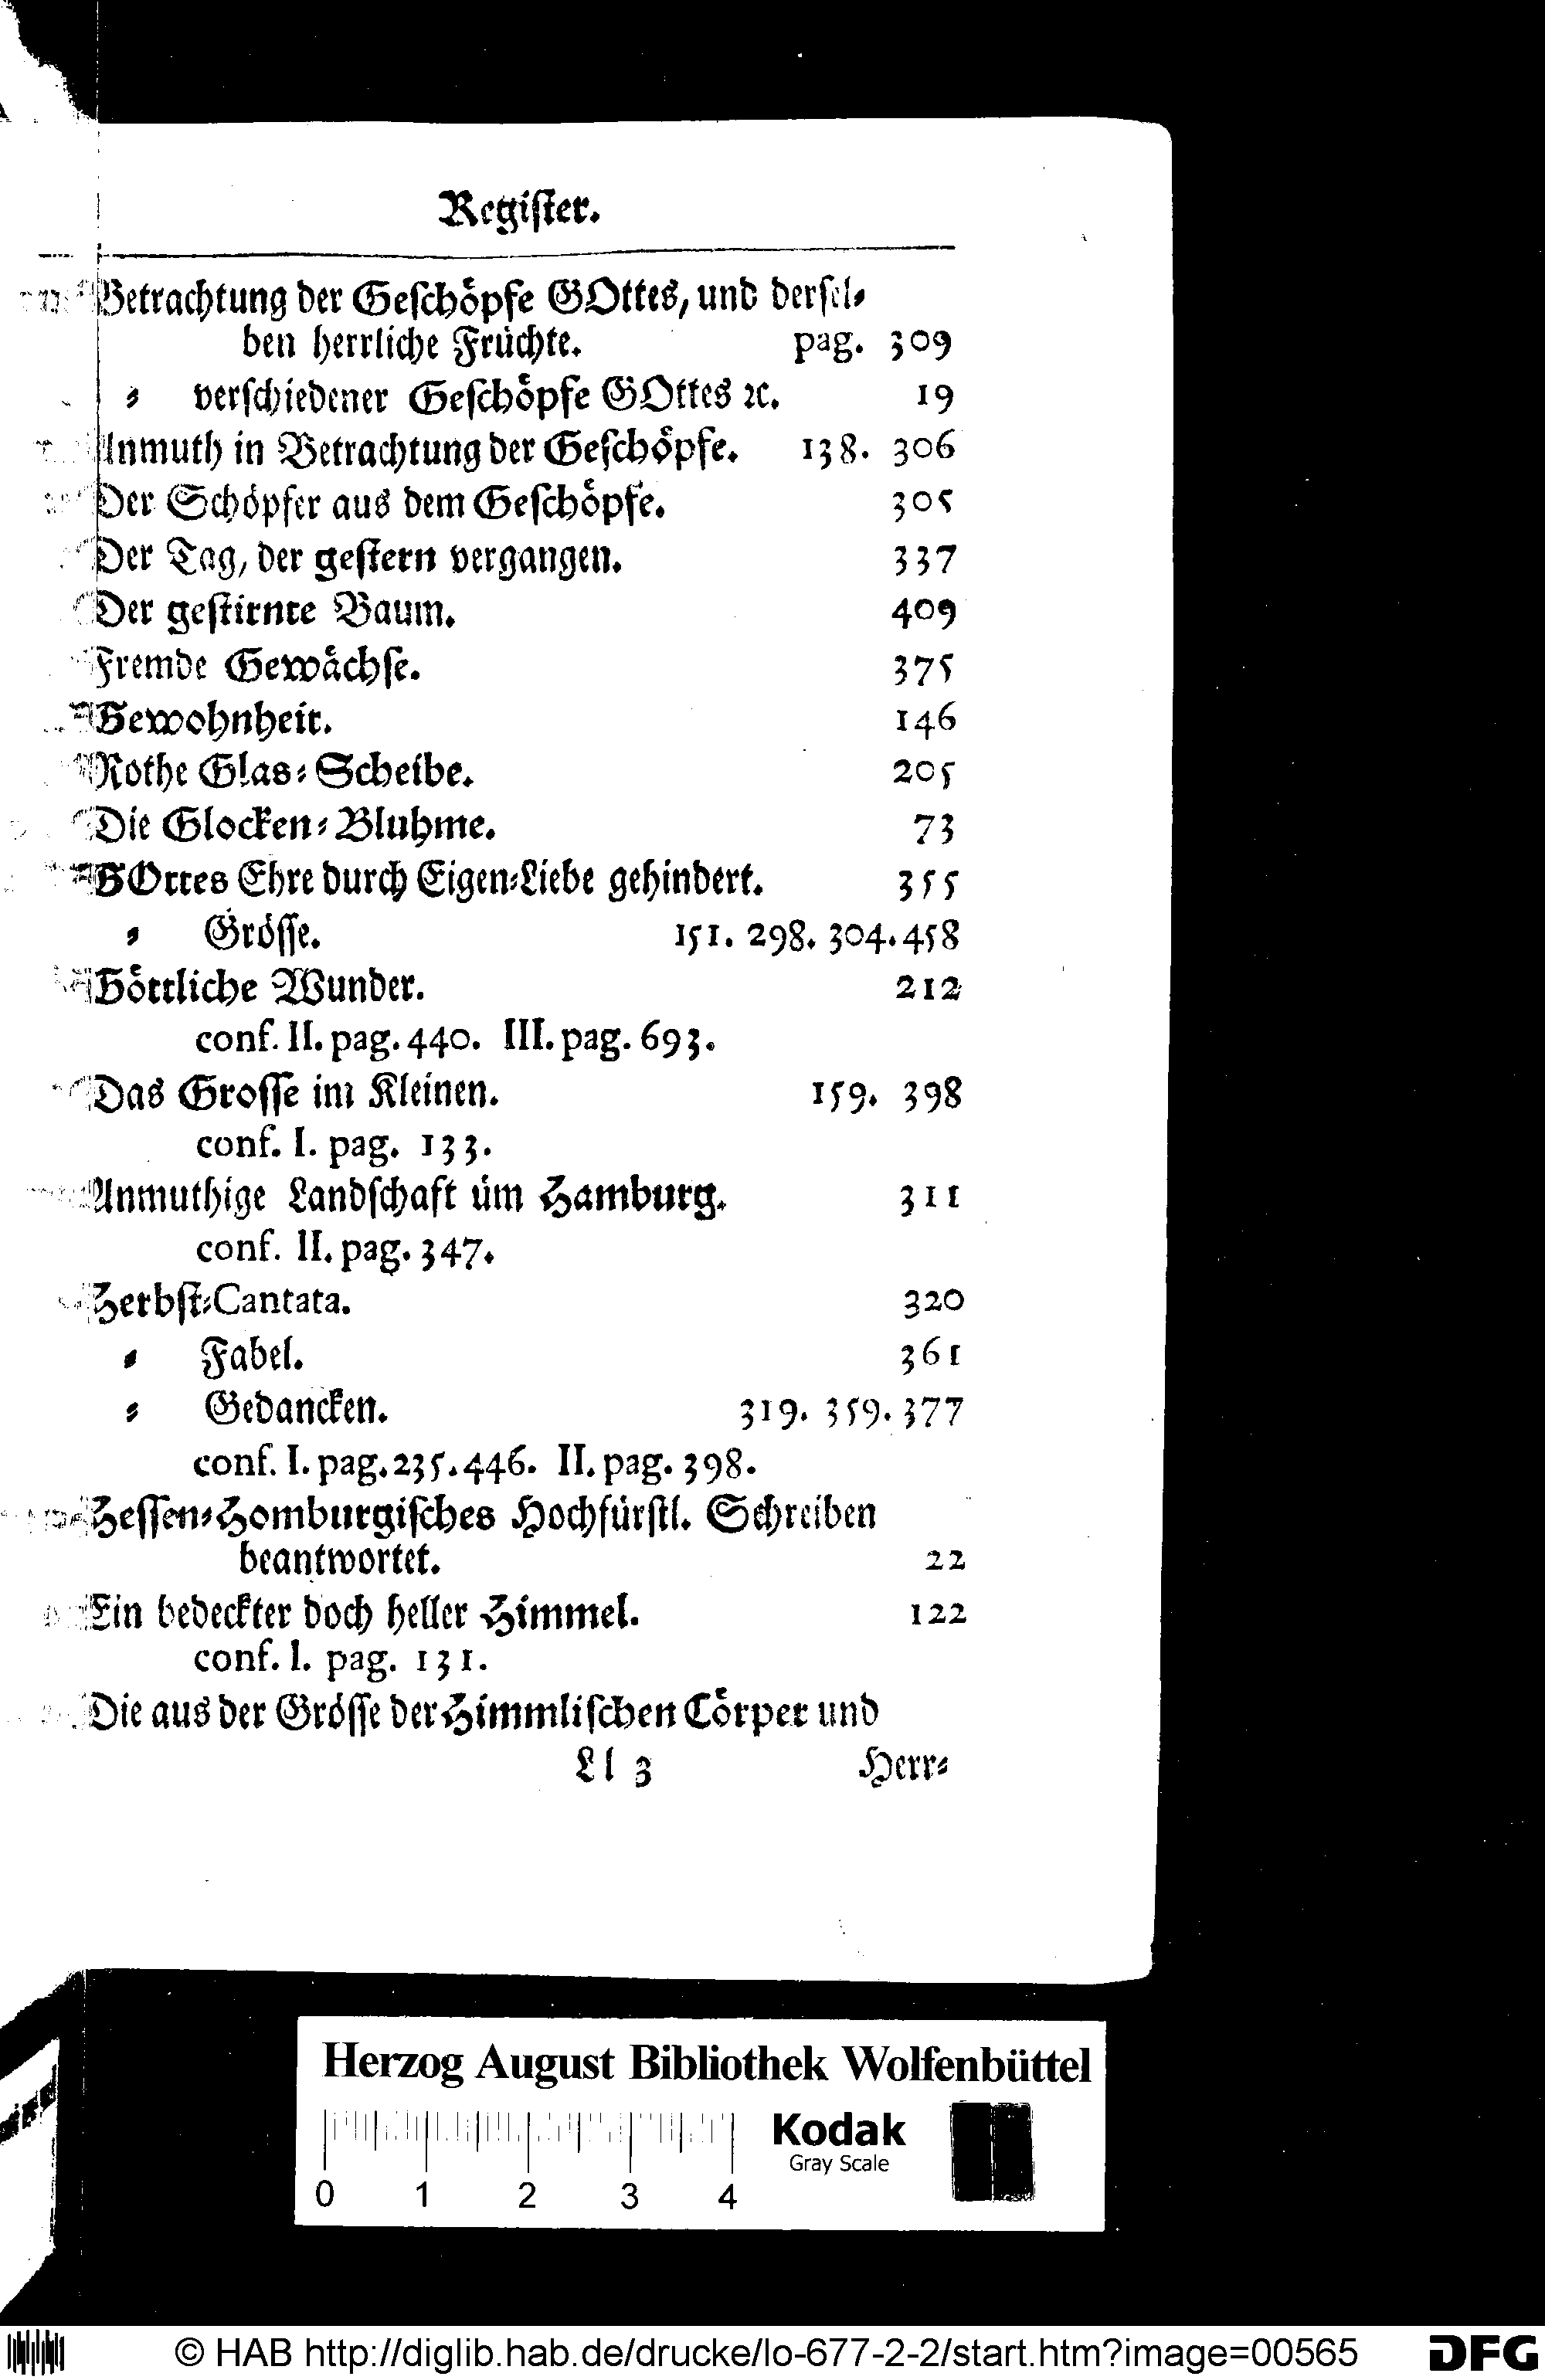 Register.
Betrachtung der Geschöpfe GOttes, und dersel⸗
ben herrliche Früchte. pag. 309
⸗ verschiedener Geschöpfe GOttes ꝛc. 19
Anmuth in Betrachtung der Geschöpfe. 138. 306
Der Schöpfer aus dem Geschöpfe. 305
Der Tag, der gestern vergangen. 337
Der gestirnte Baum. 409
Fremde Gewächse. 375
Gewohnheit. 146
Rothe Glas⸗Scheibe. 205
Die Glocken⸗Bluhme. 73
GOttes Ehre durch Eigen⸗Liebe gehindert. 355
⸗ Grösse. 151. 298. 304. 458
Göttliche Wunder. 212
conf. II. pag. 440. III. pag. 693.
Das Grosse im Kleinen. 159. 398
conf. I. pag. 133.
Anmuthige Landschaft üm Hamburg. 311
conf. II. pag. 347.
Herbst⸗Cantata. 320
⸗ Fabel. 361
⸗ Gedancken. 319. 359. 377
conf. I. pag. 235. 446. II. pag. 398.
Hessen⸗Homburgisches Hochfürstl. Schreiben
beantwortet. 22
Ein bedeckter doch heller Himmel. 122
conf. I. pag. 131.
Die aus der Grösse der Himmlischen Cörper und
Ll 3 Herr⸗
Herzog August Bibliothek Wolfenbüttel
Kodak
Gray Scale
0 1 2 3 4
© HAB http://diglib.hab.de/drucke/lo-677-2-2/start.htm?image=00565 DFG